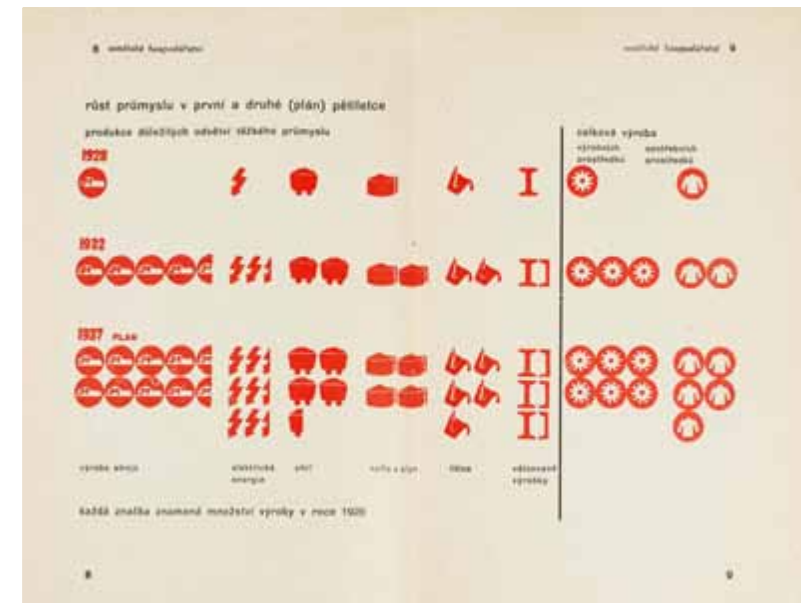 8 sovětské hospodářství
sovětské hospodářství 9
růst průmyslu v první a druhé (plán) pětiletce
produkce důležitých odvětví těžkého průmyslu
celková výroba
výrobních prostředků
spotřebních prostředků
1928
1932
1937 PLÁN
výroba strojů
elektrická energie
uhlí
nafta a plyn
litina
válcované výrobky
každá značka znamená množství výroby v roce 1928
8
9